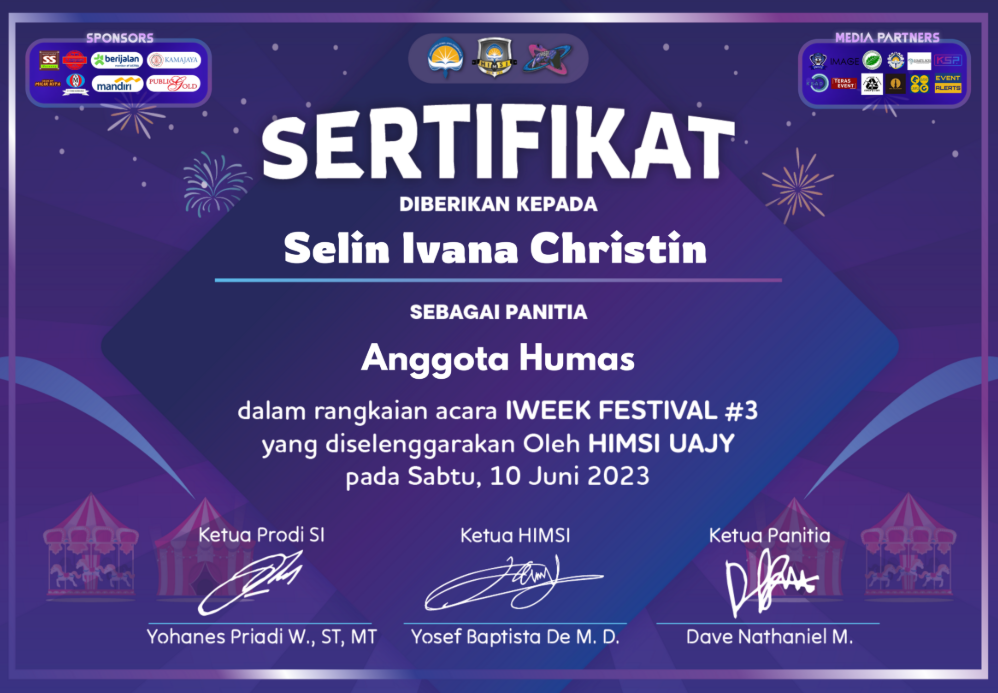 SPONSORS
SS
berijalan
KAMAJAYA
mandiri
PUBLIC GOLD
MEDIA PARTNERS
IMAGE
KSP
TERAS EVENT
EVENT ALERTS
SERTIFIKAT
DIBERIKAN KEPADA
Selin Ivana Christin
SEBAGAI PANITIA
Anggota Humas
dalam rangkaian acara IWEEK FESTIVAL #3
yang diselenggarakan Oleh HIMSI UAJY
pada Sabtu, 10 Juni 2023
Ketua Prodi SI
Ketua HIMSI
Ketua Panitia
Yohanes Priadi W., ST, MT
Yosef Baptista De M. D.
Dave Nathaniel M.